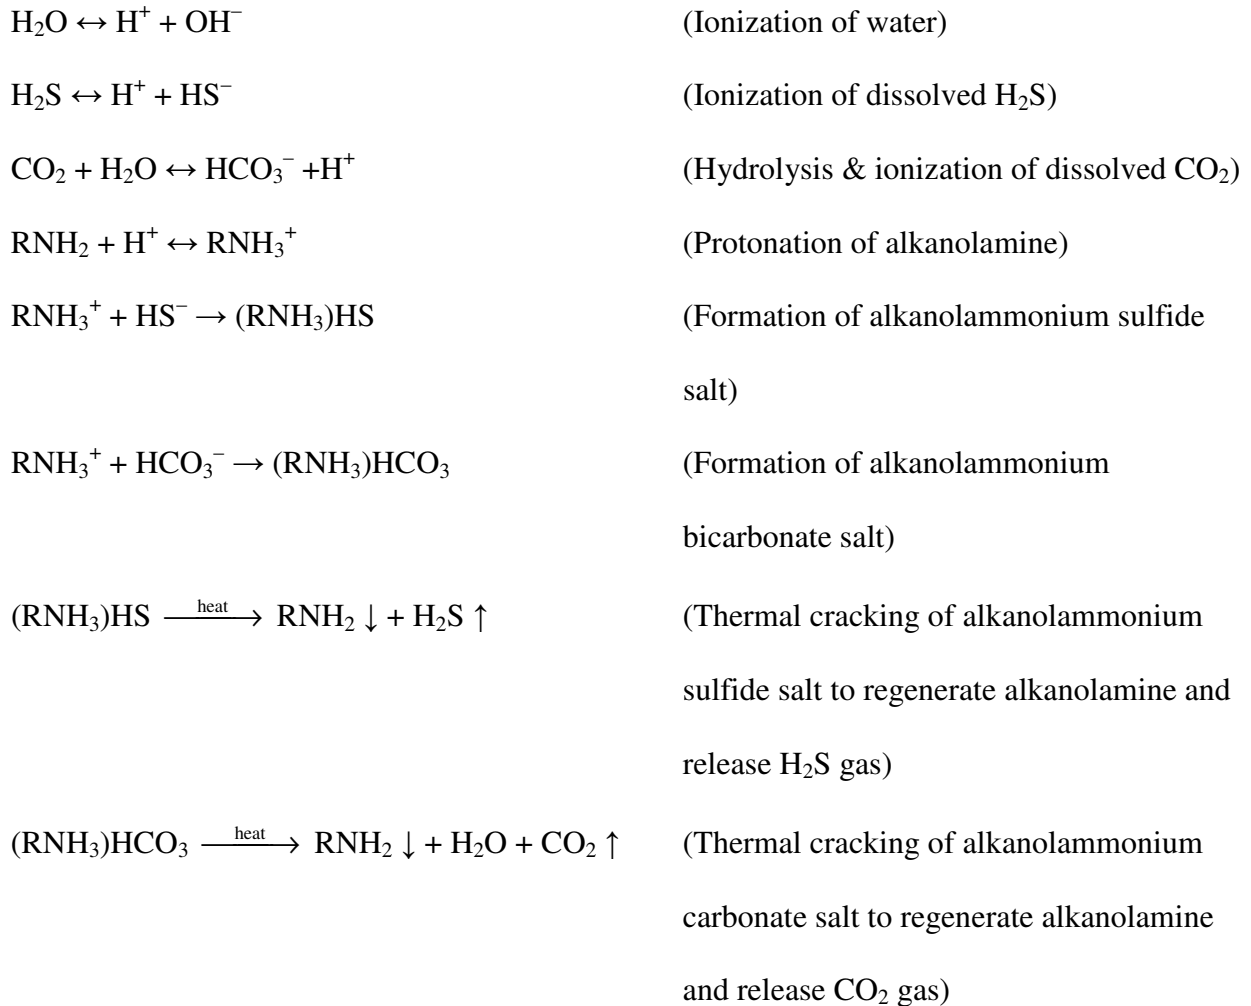 H₂O ↔ H⁺ + OH⁻ (Ionization of water)
H₂S ↔ H⁺ + HS⁻ (Ionization of dissolved H₂S)
CO₂ + H₂O ↔ HCO₃⁻ +H⁺ (Hydrolysis & ionization of dissolved CO₂)
RNH₂ + H⁺ ↔ RNH₃⁺ (Protonation of alkanolamine)
RNH₃⁺ + HS⁻ → (RNH₃)HS (Formation of alkanolammonium sulfide
salt)
RNH₃⁺ + HCO₃⁻ → (RNH₃)HCO₃ (Formation of alkanolammonium
bicarbonate salt)
(RNH₃)HS —heat→ RNH₂ ↓ + H₂S ↑ (Thermal cracking of alkanolammonium
sulfide salt to regenerate alkanolamine and
release H₂S gas)
(RNH₃)HCO₃ —heat→ RNH₂ ↓ + H₂O + CO₂ ↑ (Thermal cracking of alkanolammonium
carbonate salt to regenerate alkanolamine
and release CO₂ gas)